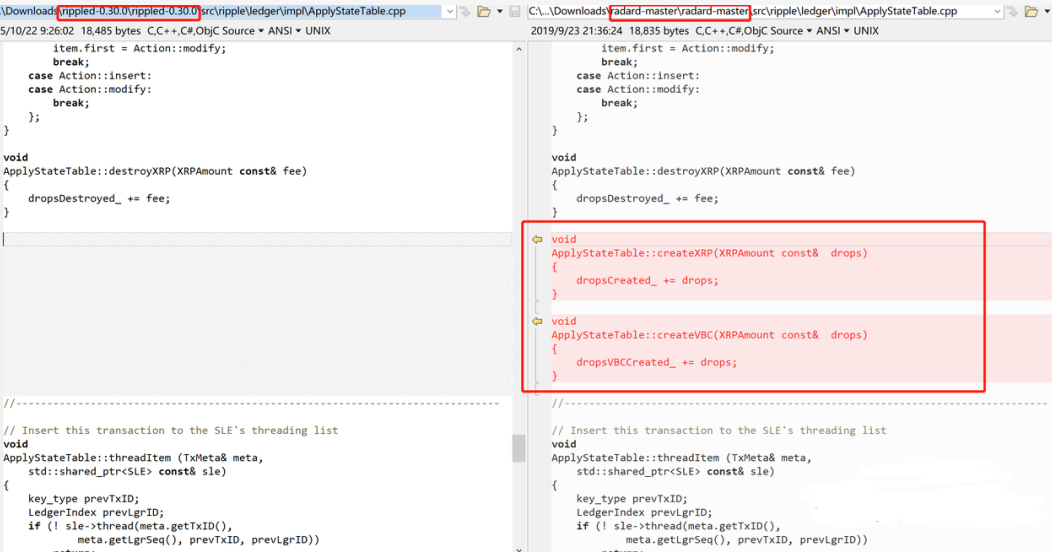 .\Downloads\rippled-0.30.0\rippled-0.30.0\src\ripple\ledger\impl\ApplyStateTable.cpp
5/10/22 9:26:02 18,485 bytes C,C++,C#,ObjC Source ANSI UNIX
item.first = Action::modify;
break;
case Action::insert:
case Action::modify:
break;
};
}
void
ApplyStateTable::destroyXRP(XRPAmount const& fee)
{
dropsDestroyed_ += fee;
}
//
// Insert this transaction to the SLE's threading list
void
ApplyStateTable::threadItem (TxMeta& meta,
std::shared_ptr<SLE> const& sle)
{
key_type prevTxID;
LedgerIndex prevLgrID;
if (! sle->thread(meta.getTxID(),
meta.getLgrSeq(), prevTxID, prevLgrID))
return;
C:\...\Downloads\radard-master\radard-master\src\ripple\ledger\impl\ApplyStateTable.cpp
2019/9/23 21:36:24 18,835 bytes C,C++,C#,ObjC Source ANSI UNIX
item.first = Action::modify;
break;
case Action::insert:
case Action::modify:
break;
};
}
void
ApplyStateTable::destroyXRP(XRPAmount const& fee)
{
dropsDestroyed_ += fee;
}
void
ApplyStateTable::createXRP(XRPAmount const& drops)
{
dropsCreated_ += drops;
}
void
ApplyStateTable::createVBC(XRPAmount const& drops)
{
dropsVBCCreated_ += drops;
}
//
// Insert this transaction to the SLE's threading list
void
ApplyStateTable::threadItem (TxMeta& meta,
std::shared_ptr<SLE> const& sle)
{
key_type prevTxID;
LedgerIndex prevLgrID;
if (! sle->thread(meta.getTxID(),
meta.getLgrSeq(), prevTxID, prevLgrID))
return;